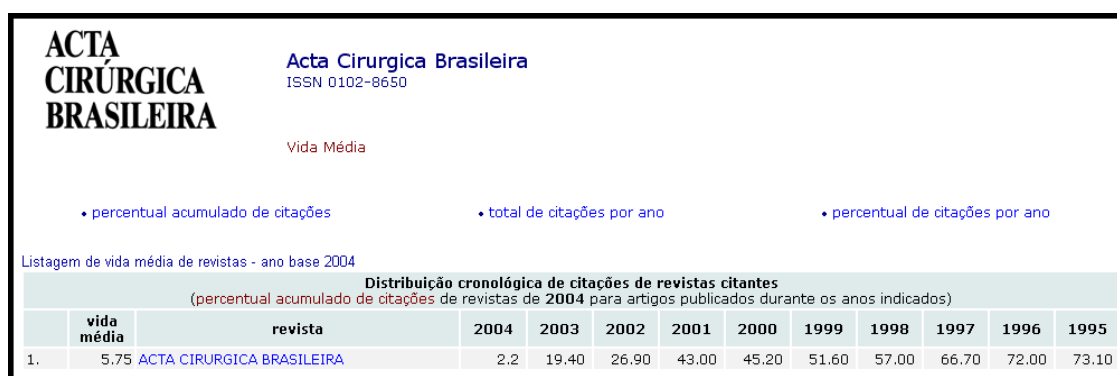 ACTA
CIRÚRGICA
BRASILEIRA
Acta Cirurgica Brasileira
ISSN 0102-8650
Vida Média
percentual acumulado de citações
total de citações por ano
percentual de citações por ano
Listagem de vida média de revistas - ano base 2004
Distribuição cronológica de citações de revistas citantes
(percentual acumulado de citações de revistas de 2004 para artigos publicados durante os anos indicados)
vida média revista 2004 2003 2002 2001 2000 1999 1998 1997 1996 1995
1. 5.75 ACTA CIRURGICA BRASILEIRA 2.2 19.40 26.90 43.00 45.20 51.60 57.00 66.70 72.00 73.10